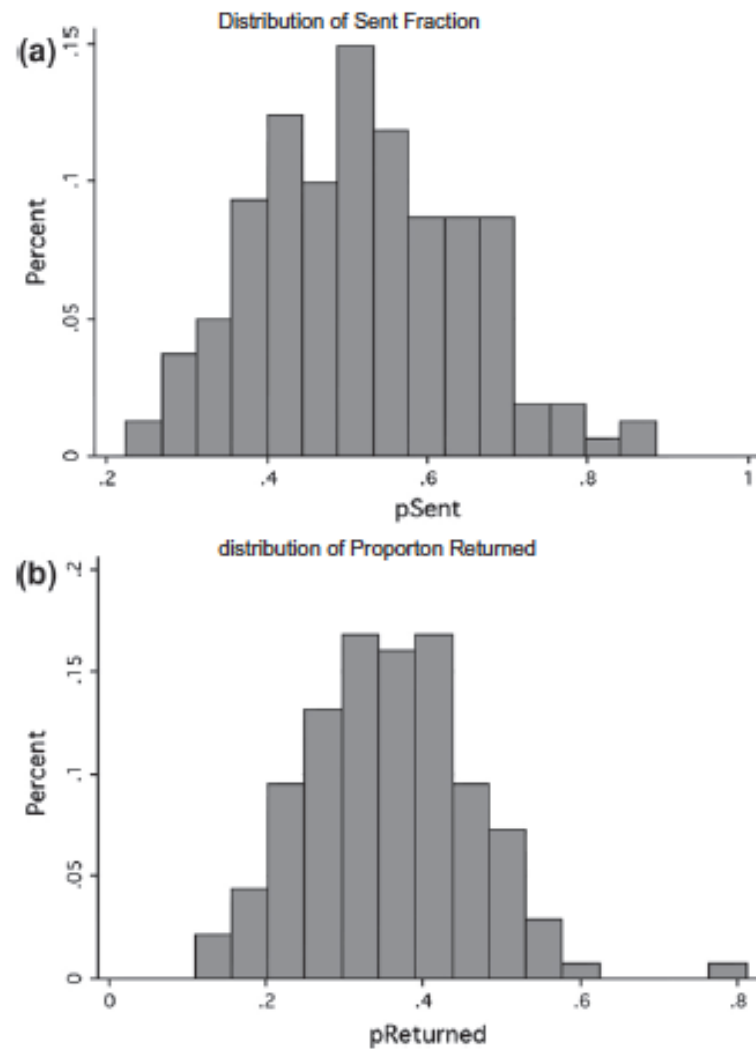 Distribution of Sent Fraction
(a)
.15
.1
.05
0
Percent
.2 .4 .6 .8 1
pSent
distribution of Proporton Returned
(b)
.2
.15
.1
.05
0
Percent
0 .2 .4 .6 .8
pReturned